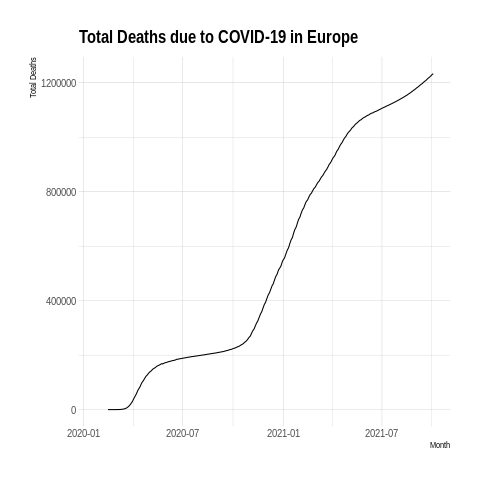 Total Deaths due to COVID-19 in Europe
Total Deaths
1200000
800000
400000
0
2020-01 2020-07 2021-01 2021-07
Month